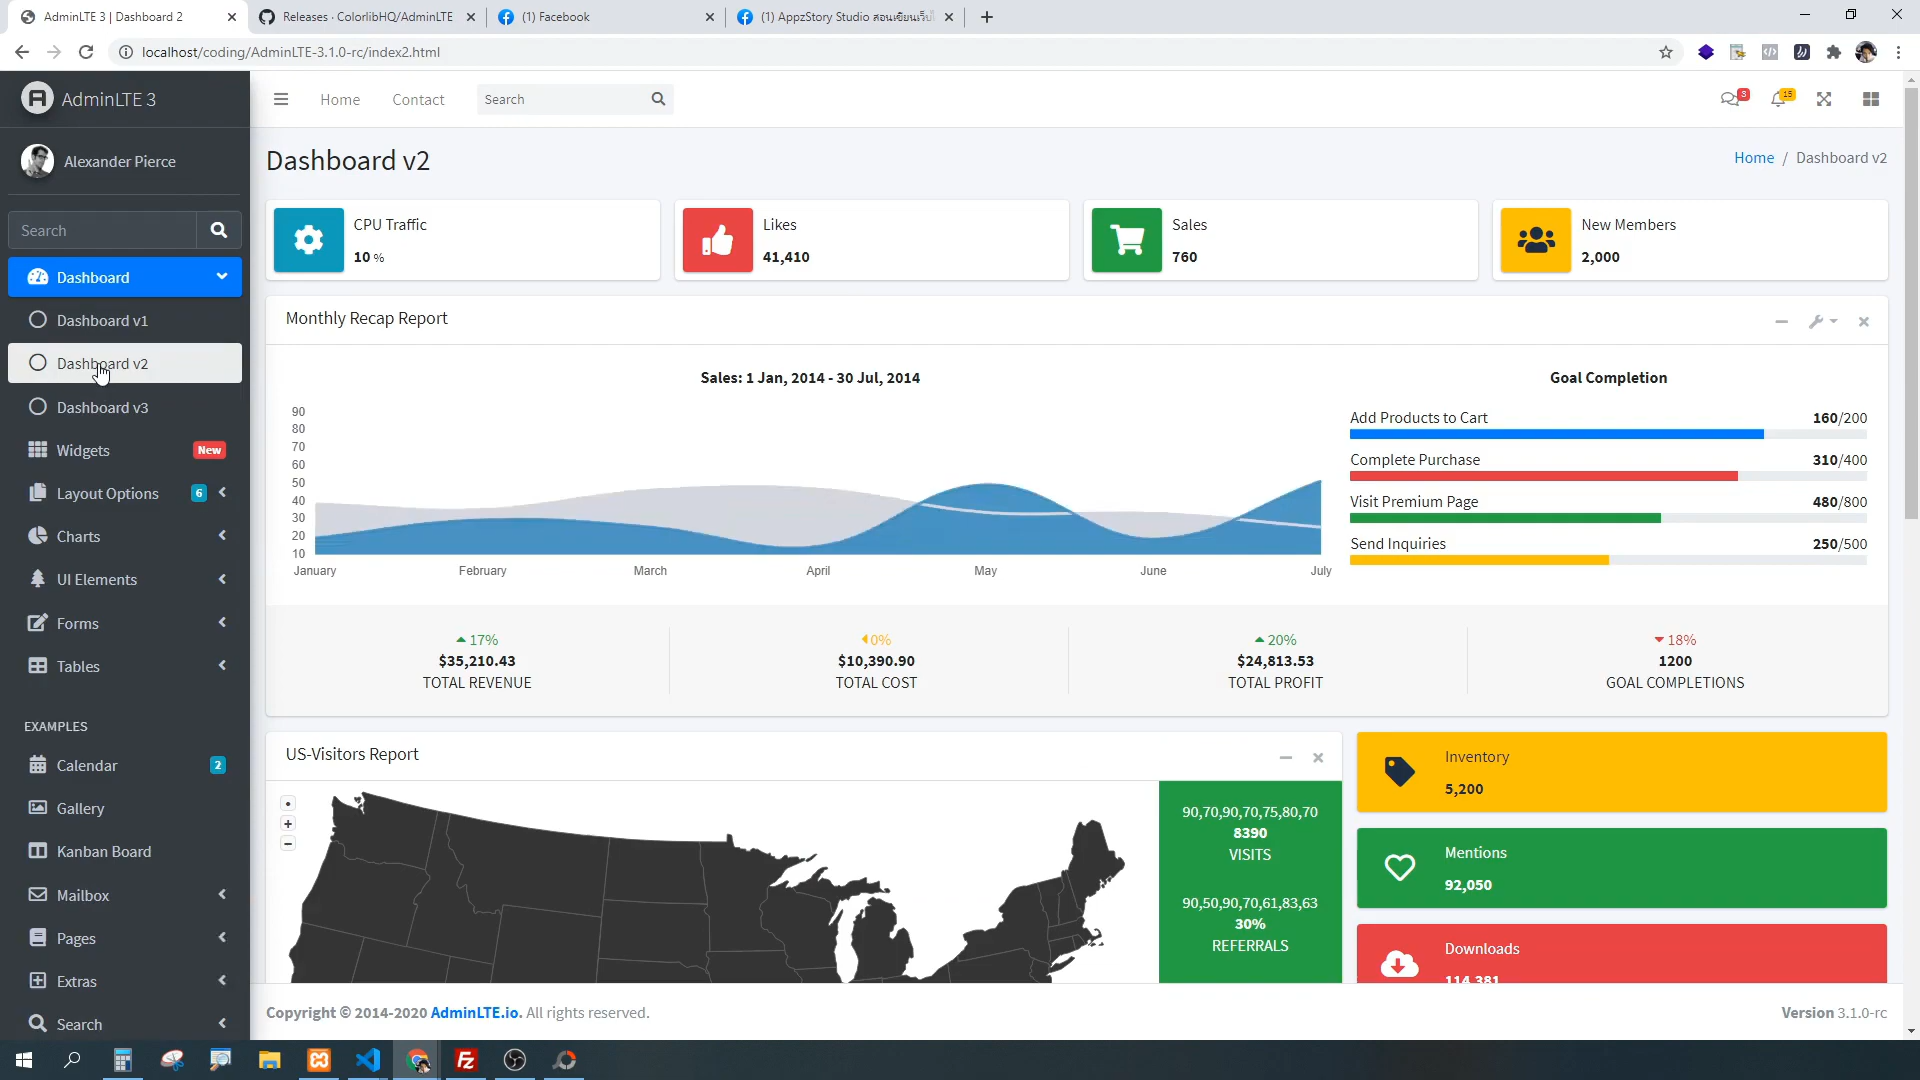 AdminLTE 3 | Dashboard 2
Releases · ColorlibHQ/AdminLTE
(1) Facebook
(1) AppzStory Studio สอนเขียนเว็บ
localhost/coding/AdminLTE-3.1.0-rc/index2.html
AdminLTE 3
Home
Contact
Search
3
15
Alexander Pierce
Search
Dashboard
Dashboard v1
Dashboard v2
Dashboard v3
Widgets
New
Layout Options
6
Charts
UI Elements
Forms
Tables
EXAMPLES
Calendar
2
Gallery
Kanban Board
Mailbox
Pages
Extras
Search
Dashboard v2
Home / Dashboard v2
CPU Traffic
10 %
Likes
41,410
Sales
760
New Members
2,000
Monthly Recap Report
Sales: 1 Jan, 2014 - 30 Jul, 2014
90
80
70
60
50
40
30
20
10
January
February
March
April
May
June
July
Goal Completion
Add Products to Cart
160/200
Complete Purchase
310/400
Visit Premium Page
480/800
Send Inquiries
250/500
17%
$35,210.43
TOTAL REVENUE
0%
$10,390.90
TOTAL COST
20%
$24,813.53
TOTAL PROFIT
18%
1200
GOAL COMPLETIONS
US-Visitors Report
90,70,90,70,75,80,70
8390
VISITS
90,50,90,70,61,83,63
30%
REFERRALS
Inventory
5,200
Mentions
92,050
Downloads
114,381
Copyright © 2014-2020 AdminLTE.io. All rights reserved.
Version 3.1.0-rc